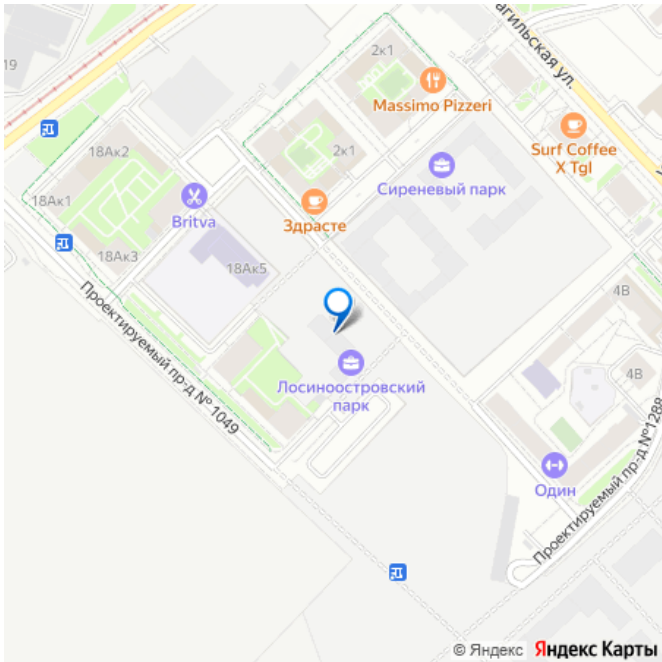 агильская ул.
19
2к1
Massimo Pizzeri
Surf Coffee
X Tgl
18Ак2
2к1
Сиреневый парк
18Ак1
Britva
Здрасте
18Ак3
18Ак5
4В
Проектируемый пр-д № 1049
Лосиноостровский
парк
4В
Один
Проектируемый пр-д №1288
© Яндекс Яндекс Карты